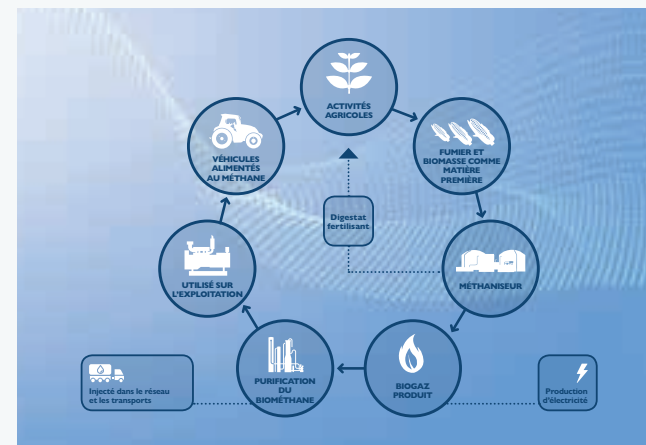 ACTIVITÉS
AGRICOLES
VÉHICULES
ALIMENTÉS
AU MÉTHANE
FUMIER ET
BIOMASSE COMME
MATIÈRE
PREMIÈRE
Digestat
fertilisant
UTILISÉ SUR
L'EXPLOITATION
MÉTHANISEUR
PURIFICATION
DU
BIOMÉTHANE
BIOGAZ
PRODUIT
Injecté dans le réseau
et les transports
Production
d'électricité